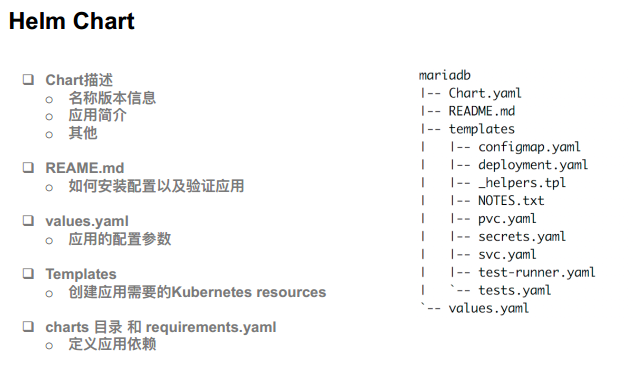 Helm Chart
❑ Chart描述
○ 名称版本信息
○ 应用简介
○ 其他
❑ REAME.md
○ 如何安装配置以及验证应用
❑ values.yaml
○ 应用的配置参数
❑ Templates
○ 创建应用需要的Kubernetes resources
❑ charts 目录 和 requirements.yaml
○ 定义应用依赖
mariadb
|-- Chart.yaml
|-- README.md
|-- templates
|   |-- configmap.yaml
|   |-- deployment.yaml
|   |-- _helpers.tpl
|   |-- NOTES.txt
|   |-- pvc.yaml
|   |-- secrets.yaml
|   |-- svc.yaml
|   |-- test-runner.yaml
|   `-- tests.yaml
`-- values.yaml